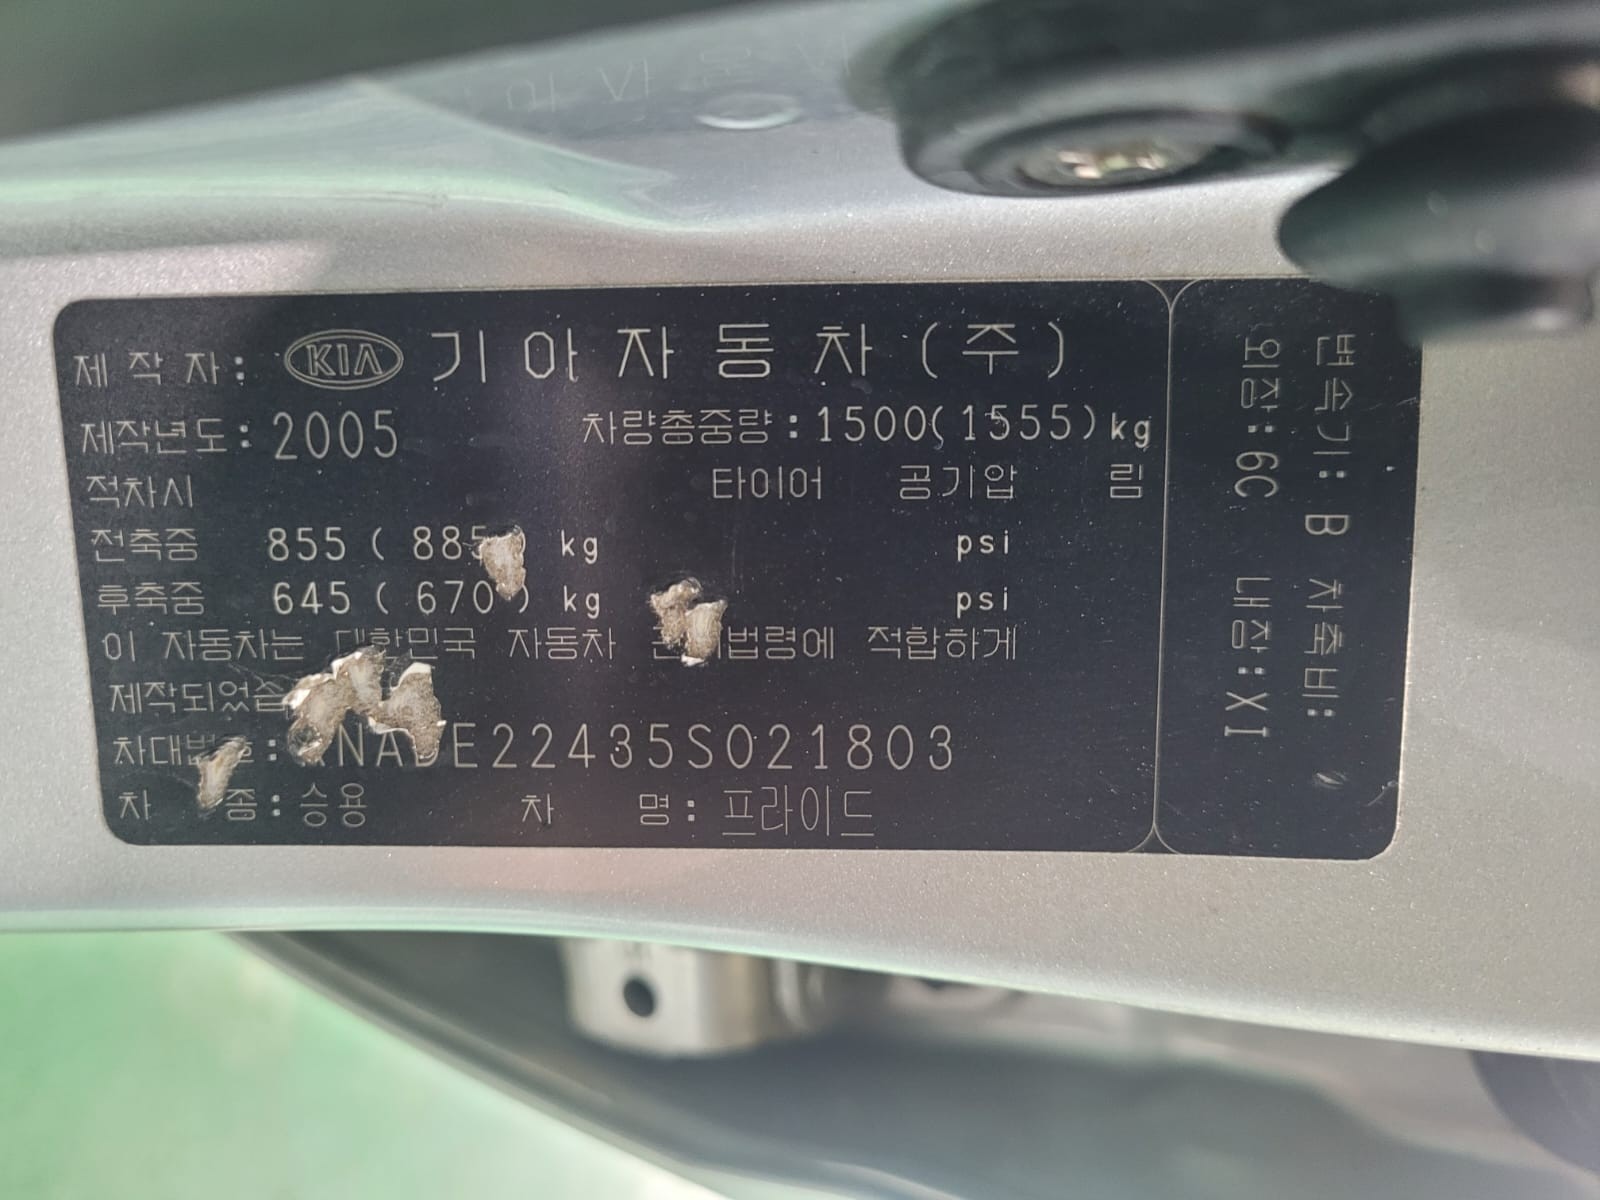 제 작 자 : KIA 기 아 자 동 차 ( 주 )
제작년도 : 2005 차량총중량 : 1500(1555)kg
적차시 타이어 공기압 림
전축중 855 ( 885 kg psi
후축중 645 ( 670 ) kg psi
이 자동차는 대한민국 자동차 법령에 적합하게
제작되었습
E22435S021803
차 종 : 승용 차 명 : 프라이드
변속기: B 차축비:
외장:6C 내장:XI